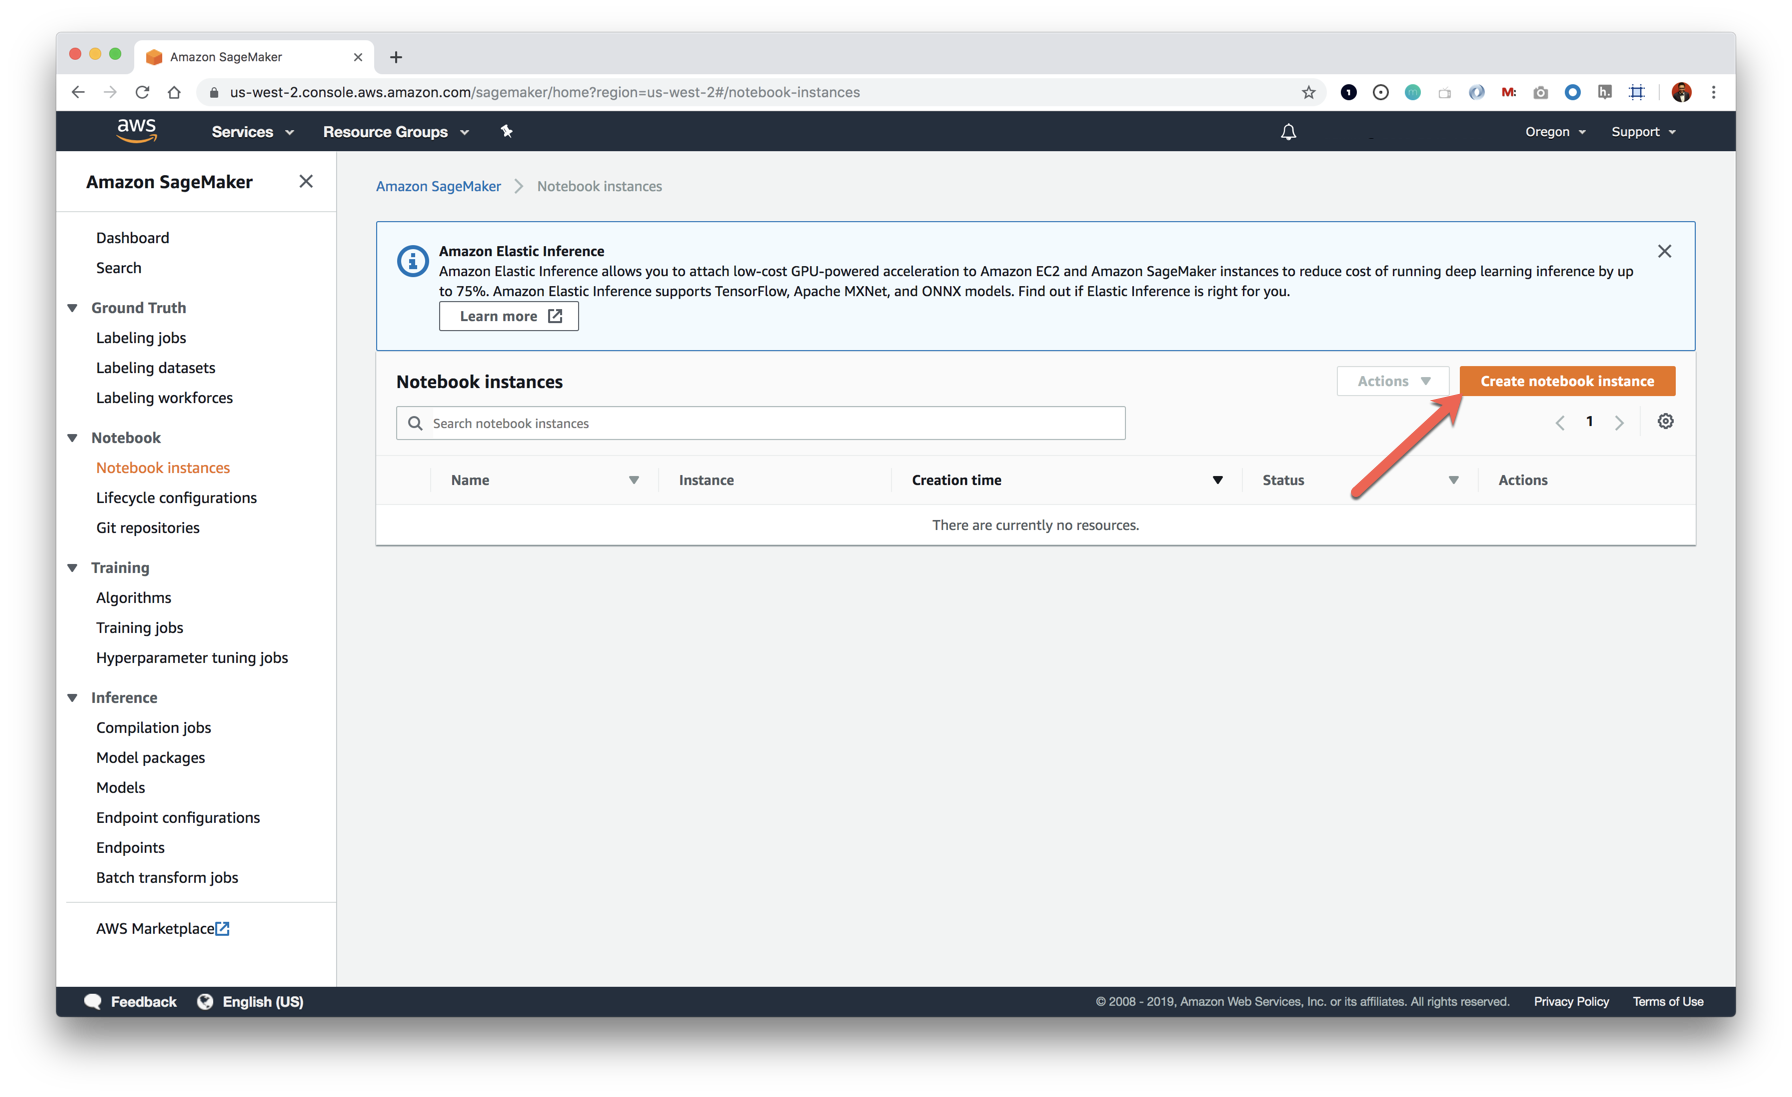 Amazon SageMaker
us-west-2.console.aws.amazon.com/sagemaker/home?region=us-west-2#/notebook-instances
1
M:
h.
aws
Services
Resource Groups
Oregon
Support
Amazon SageMaker
Dashboard
Search
Ground Truth
Labeling jobs
Labeling datasets
Labeling workforces
Notebook
Notebook instances
Lifecycle configurations
Git repositories
Training
Algorithms
Training jobs
Hyperparameter tuning jobs
Inference
Compilation jobs
Model packages
Models
Endpoint configurations
Endpoints
Batch transform jobs
AWS Marketplace
Amazon SageMaker > Notebook instances
Amazon Elastic Inference
Amazon Elastic Inference allows you to attach low-cost GPU-powered acceleration to Amazon EC2 and Amazon SageMaker instances to reduce cost of running deep learning inference by up
to 75%. Amazon Elastic Inference supports TensorFlow, Apache MXNet, and ONNX models. Find out if Elastic Inference is right for you.
Learn more
Notebook instances
Actions
Create notebook instance
Search notebook instances
1
Name Instance Creation time Status Actions
There are currently no resources.
Feedback English (US)
© 2008 - 2019, Amazon Web Services, Inc. or its affiliates. All rights reserved. Privacy Policy Terms of Use